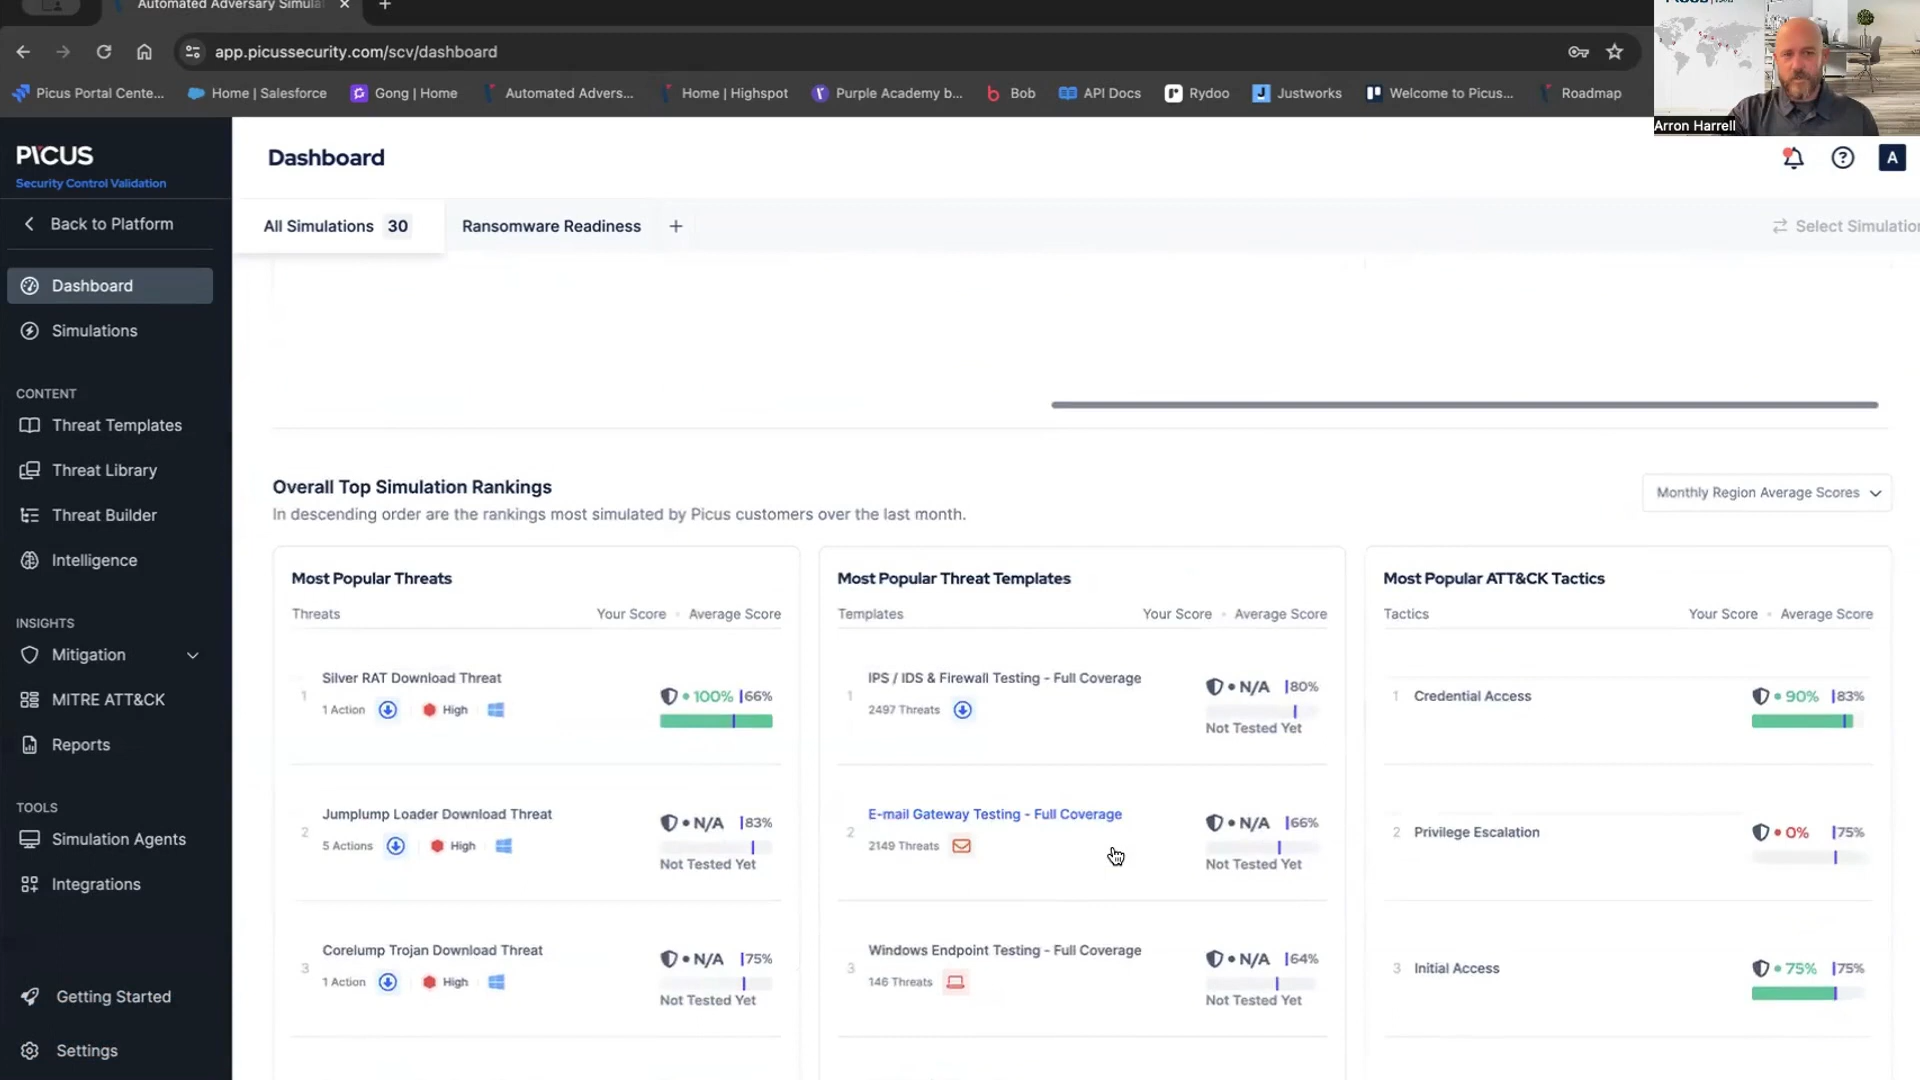 Automated Adversary Simula
app.picussecurity.com/scv/dashboard
Picus Portal Cente...
Home | Salesforce
Gong | Home
Automated Advers...
Home | Highspot
Purple Academy b...
Bob
API Docs
Rydoo
Justworks
Welcome to Picus...
Roadmap
Arron Harrell
PICUS
Security Control Validation
Back to Platform
Dashboard
Simulations
CONTENT
Threat Templates
Threat Library
Threat Builder
Intelligence
INSIGHTS
Mitigation
MITRE ATT&CK
Reports
TOOLS
Simulation Agents
Integrations
Getting Started
Settings
Dashboard
A
All Simulations 30
Ransomware Readiness
Select Simulation
Overall Top Simulation Rankings
In descending order are the rankings most simulated by Picus customers over the last month.
Monthly Region Average Scores
Most Popular Threats
Threats Your Score • Average Score
1 Silver RAT Download Threat
1 Action High
• 100% 66%
2 Jumplump Loader Download Threat
5 Actions High
• N/A 83%
Not Tested Yet
3 Corelump Trojan Download Threat
1 Action High
• N/A 75%
Not Tested Yet
Most Popular Threat Templates
Templates Your Score • Average Score
1 IPS / IDS & Firewall Testing - Full Coverage
2497 Threats
• N/A 80%
Not Tested Yet
2 E-mail Gateway Testing - Full Coverage
2149 Threats
• N/A 66%
Not Tested Yet
3 Windows Endpoint Testing - Full Coverage
146 Threats
• N/A 64%
Not Tested Yet
Most Popular ATT&CK Tactics
Tactics Your Score • Average Score
1 Credential Access • 90% 83%
2 Privilege Escalation • 0% 75%
3 Initial Access • 75% 75%